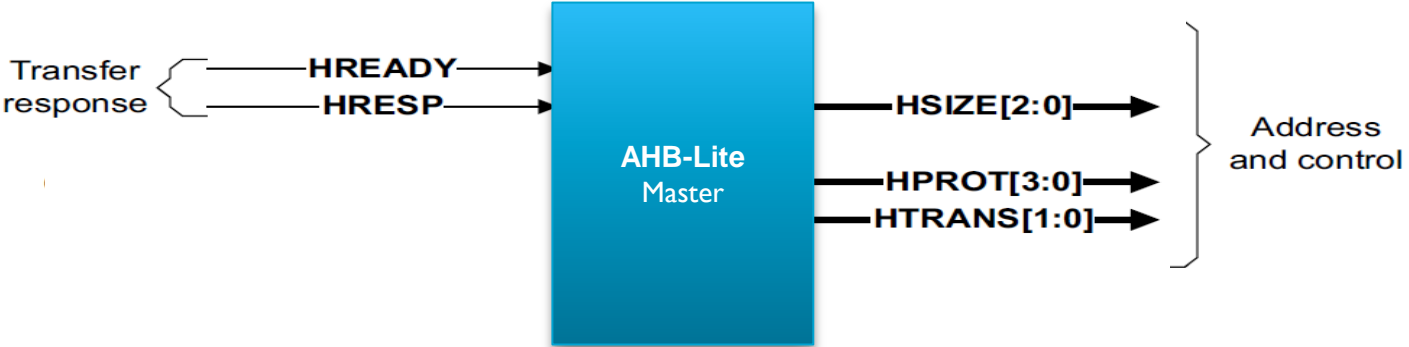 Transfer
response
HREADY
HRESP
AHB-Lite
Master
HSIZE[2:0]
HPROT[3:0]
HTRANS[1:0]
Address
and control